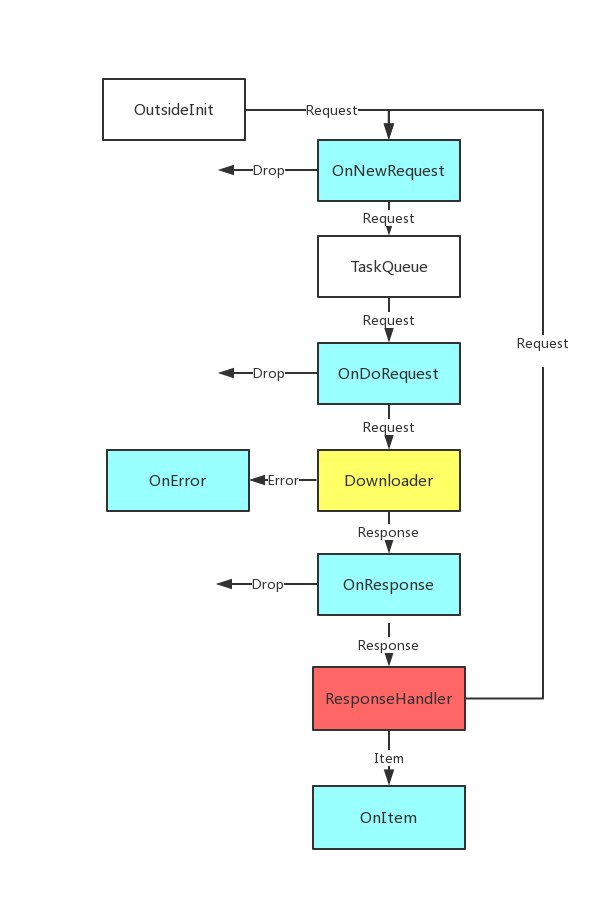 OutsideInit
Request
OnNewRequest
Drop
Request
TaskQueue
Request
Request
Drop
OnDoRequest
Request
OnError
Error
Downloader
Response
Drop
OnResponse
Response
ResponseHandler
Item
OnItem